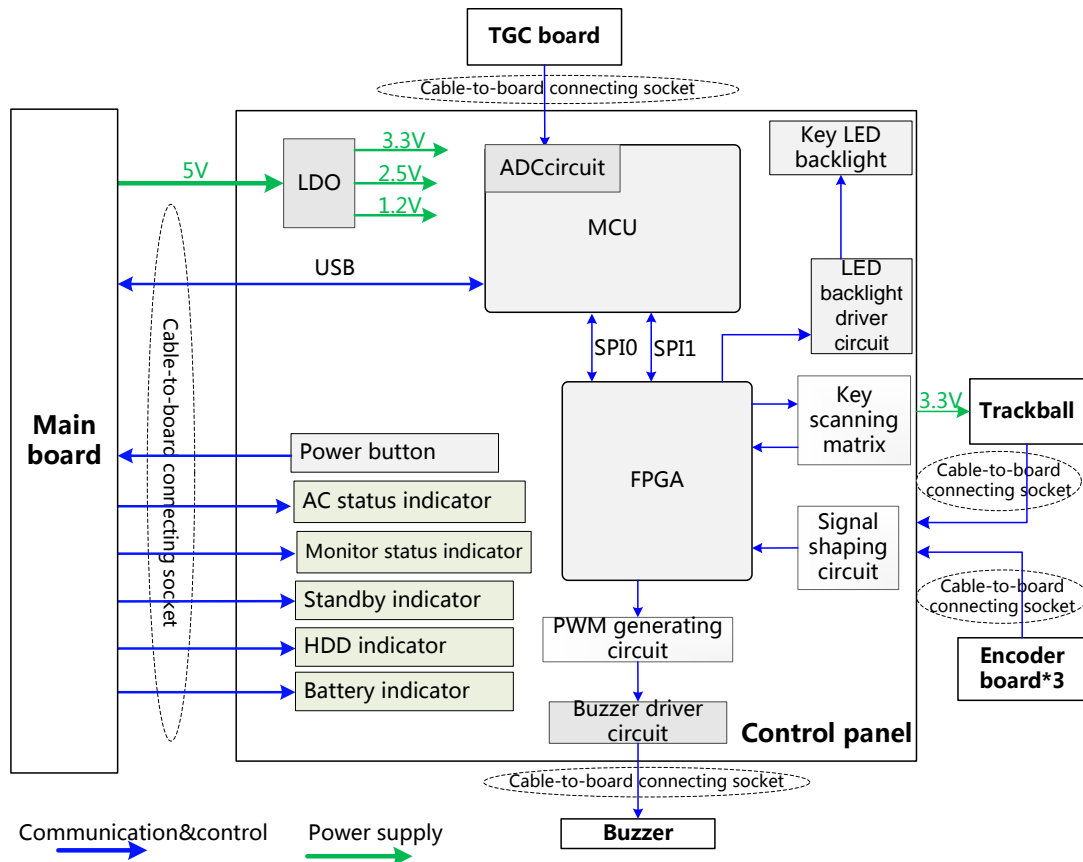 TGC board
Cable-to-board connecting socket
5V
LDO
3.3V
2.5V
1.2V
ADCcircuit
MCU
Key LED
backlight
USB
LED
backlight
driver
circuit
SPI0
SPI1
Cable-to-board connecting socket
Main
board
Key
scanning
matrix
3.3V
Trackball
FPGA
Cable-to-board
connecting socket
Power button
AC status indicator
Monitor status indicator
Standby indicator
HDD indicator
Battery indicator
Signal
shaping
circuit
Cable-to-board
connecting socket
PWM generating
circuit
Encoder
board*3
Buzzer driver
circuit
Control panel
Cable-to-board connecting socket
Buzzer
Communication&control
Power supply